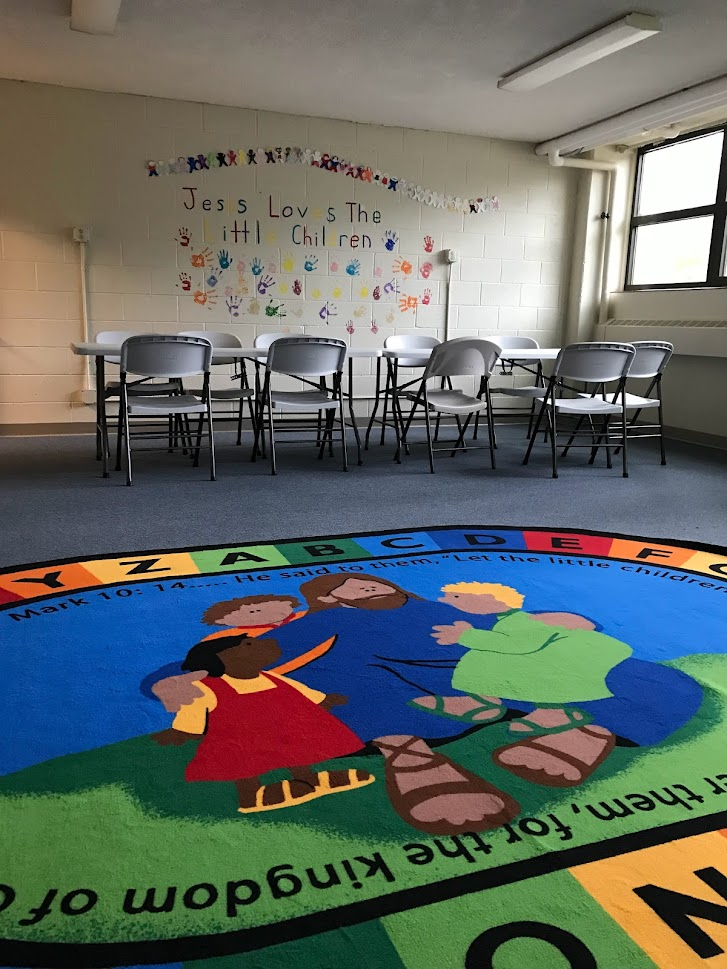 Jesus Loves The
Little Children
Y Z A B C D E F
Mark 10: 14..... He said to them, "Let the little children
for them, for the kingdom of
N
O